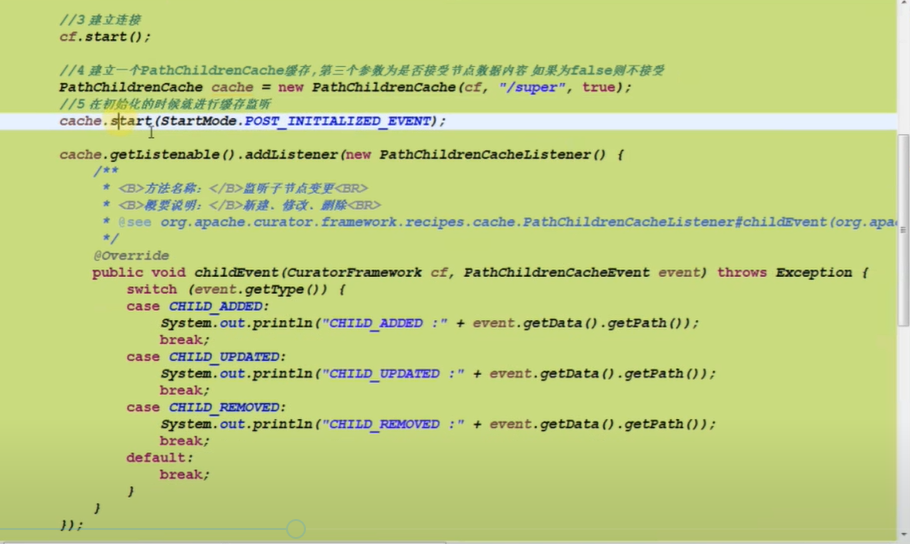 //3 建立连接
cf.start();
//4 建立一个PathChildrenCache缓存,第三个参数为是否接受节点数据内容 如果为false则不接受
PathChildrenCache cache = new PathChildrenCache(cf, "/super", true);
//5 在初始化的时候就进行缓存监听
cache.start(StartMode.POST_INITIALIZED_EVENT);
cache.getListenable().addListener(new PathChildrenCacheListener() {
/**
* <B>方法名称：</B>监听子节点变更<BR>
* <B>概要说明：</B>新建、修改、删除<BR>
* @see org.apache.curator.framework.recipes.cache.PathChildrenCacheListener#childEvent(org.apa
*/
@Override
public void childEvent(CuratorFramework cf, PathChildrenCacheEvent event) throws Exception {
switch (event.getType()) {
case CHILD_ADDED:
System.out.println("CHILD_ADDED :" + event.getData().getPath());
break;
case CHILD_UPDATED:
System.out.println("CHILD_UPDATED :" + event.getData().getPath());
break;
case CHILD_REMOVED:
System.out.println("CHILD_REMOVED :" + event.getData().getPath());
break;
default:
break;
}
}
});